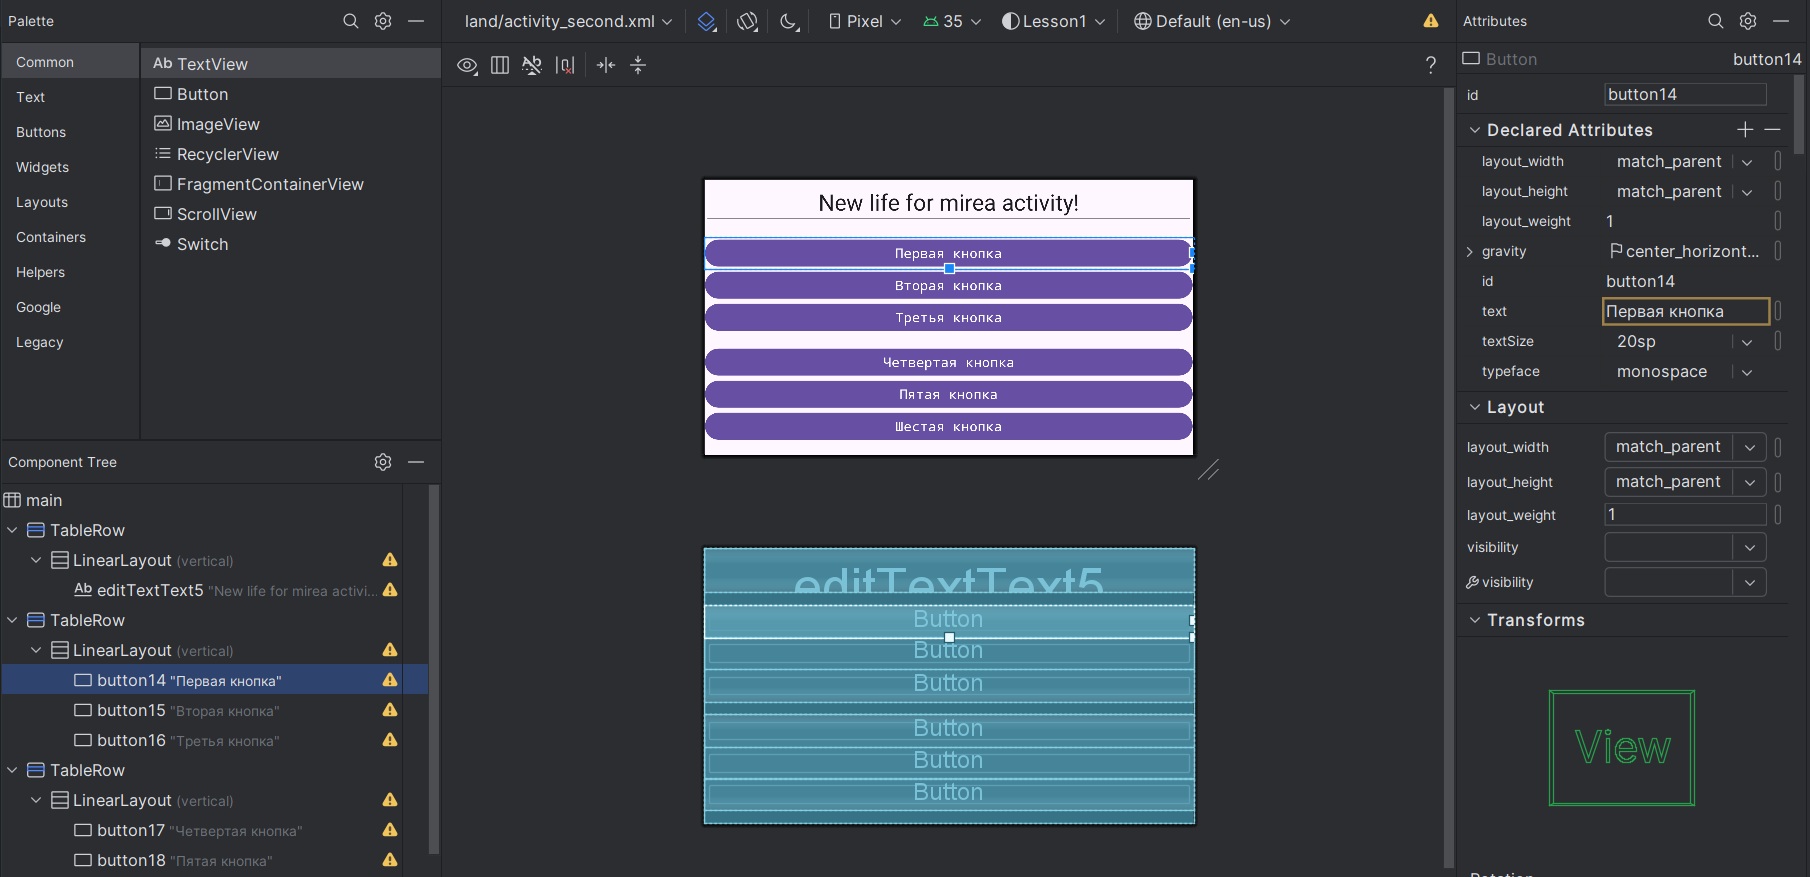 Palette
Common
Text
Buttons
Widgets
Layouts
Containers
Helpers
Google
Legacy
Ab TextView
Button
ImageView
RecyclerView
FragmentContainerView
ScrollView
Switch
Component Tree
main
TableRow
LinearLayout (vertical)
Ab editTextText5 "New life for mirea activi...
TableRow
LinearLayout (vertical)
button14 "Первая кнопка"
button15 "Вторая кнопка"
button16 "Третья кнопка"
TableRow
LinearLayout (vertical)
button17 "Четвертая кнопка"
button18 "Пятая кнопка"
land/activity_second.xml Pixel 35 Lesson1 Default (en-us)
?
New life for mirea activity!
Первая кнопка
Вторая кнопка
Третья кнопка
Четвертая кнопка
Пятая кнопка
Шестая кнопка
editTextText5
Button
Button
Button
Button
Button
Button
Attributes
Button button14
id button14
Declared Attributes
layout_width match_parent
layout_height match_parent
layout_weight 1
gravity center_horizont...
id button14
text Первая кнопка
textSize 20sp
typeface monospace
Layout
layout_width match_parent
layout_height match_parent
layout_weight 1
visibility
visibility
Transforms
View